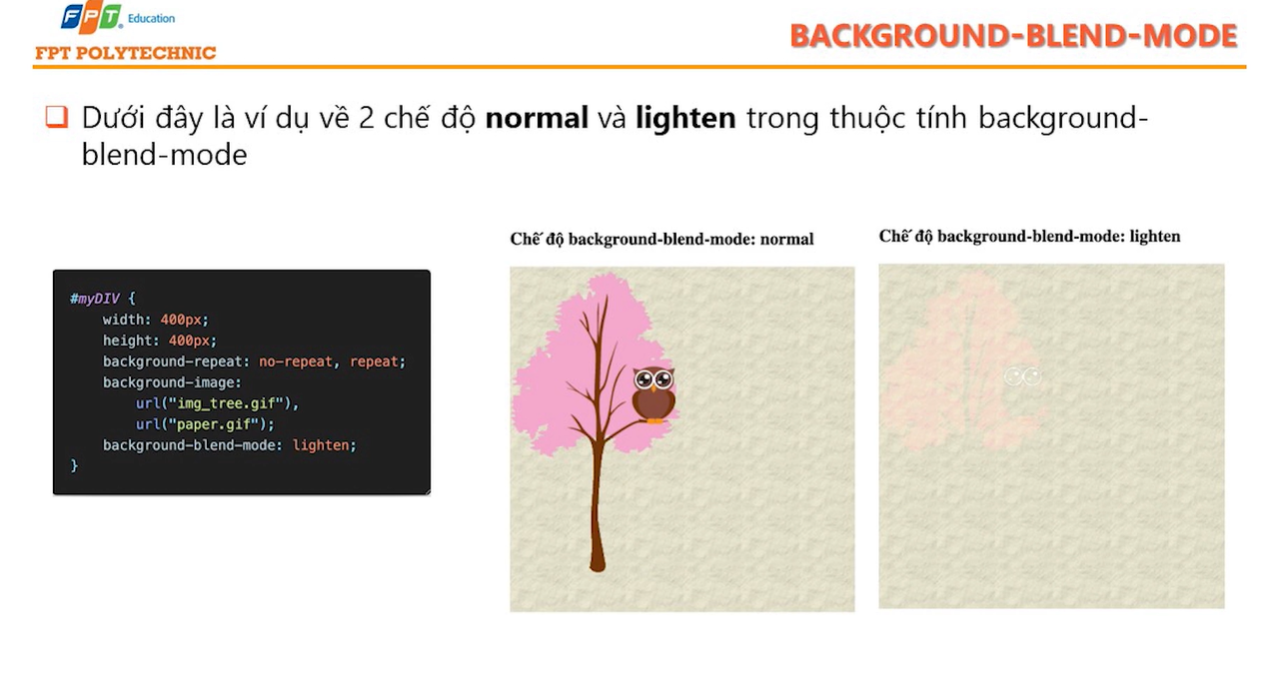 FPT Education
FPT POLYTECHNIC
BACKGROUND-BLEND-MODE
Dưới đây là ví dụ về 2 chế độ normal và lighten trong thuộc tính background-
blend-mode
Chế độ background-blend-mode: normal
Chế độ background-blend-mode: lighten
#myDIV {
    width: 400px;
    height: 400px;
    background-repeat: no-repeat, repeat;
    background-image:
        url("img_tree.gif"),
        url("paper.gif");
    background-blend-mode: lighten;
}